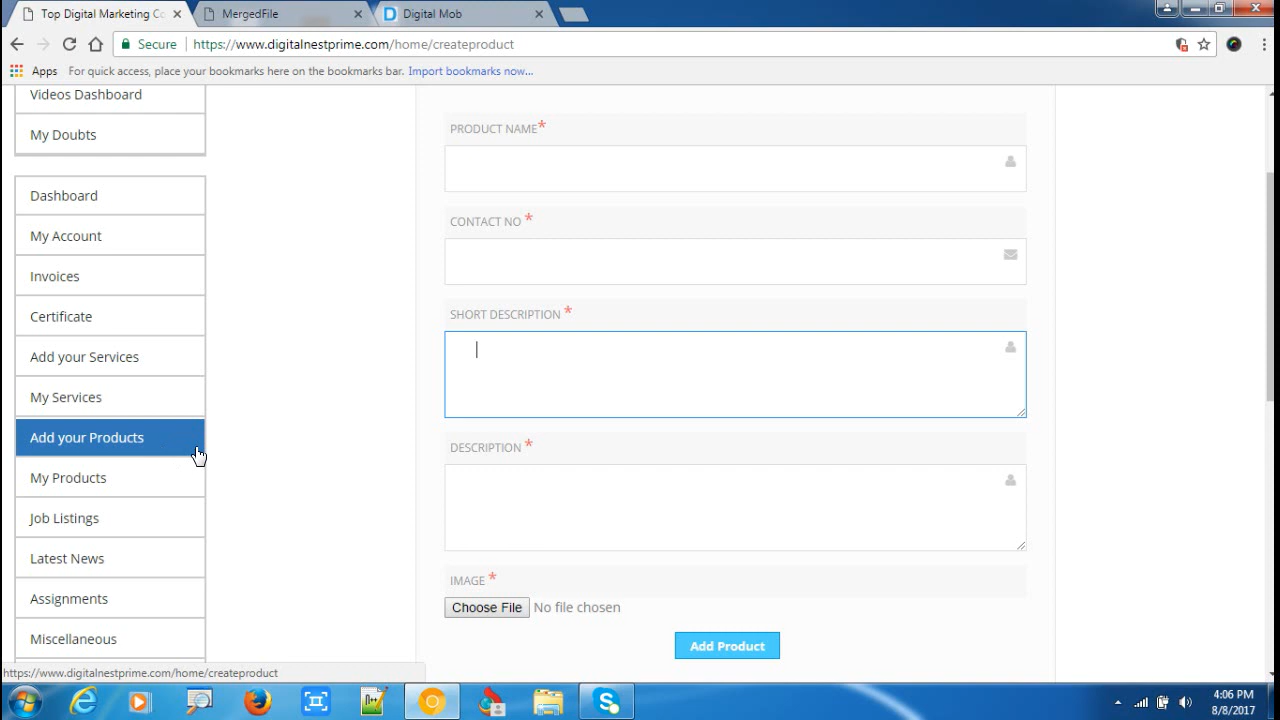 Top Digital Marketing Co
MergedFile
Digital Mob
Secure
https://www.digitalnestprime.com/home/createproduct
Apps
For quick access, place your bookmarks here on the bookmarks bar. Import bookmarks now...
Videos Dashboard
My Doubts
Dashboard
My Account
Invoices
Certificate
Add your Services
My Services
Add your Products
My Products
Job Listings
Latest News
Assignments
Miscellaneous
PRODUCT NAME*
CONTACT NO *
SHORT DESCRIPTION *
DESCRIPTION *
IMAGE *
Choose File No file chosen
Add Product
https://www.digitalnestprime.com/home/createproduct
4:06 PM
8/8/2017